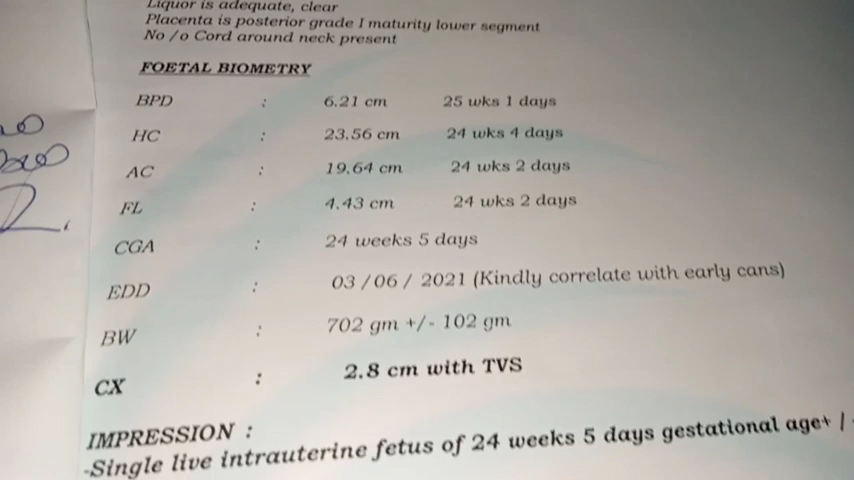 Liquor is adequate, clear
Placenta is posterior grade I maturity lower segment
No /o Cord around neck present
FOETAL BIOMETRY
BPD : 6.21 cm 25 wks 1 days
HC : 23.56 cm 24 wks 4 days
AC : 19.64 cm 24 wks 2 days
FL : 4.43 cm 24 wks 2 days
CGA : 24 weeks 5 days
EDD : 03 /06 / 2021 (Kindly correlate with early cans)
BW : 702 gm +/- 102 gm
CX : 2.8 cm with TVS
IMPRESSION :
-Single live intrauterine fetus of 24 weeks 5 days gestational age+ /